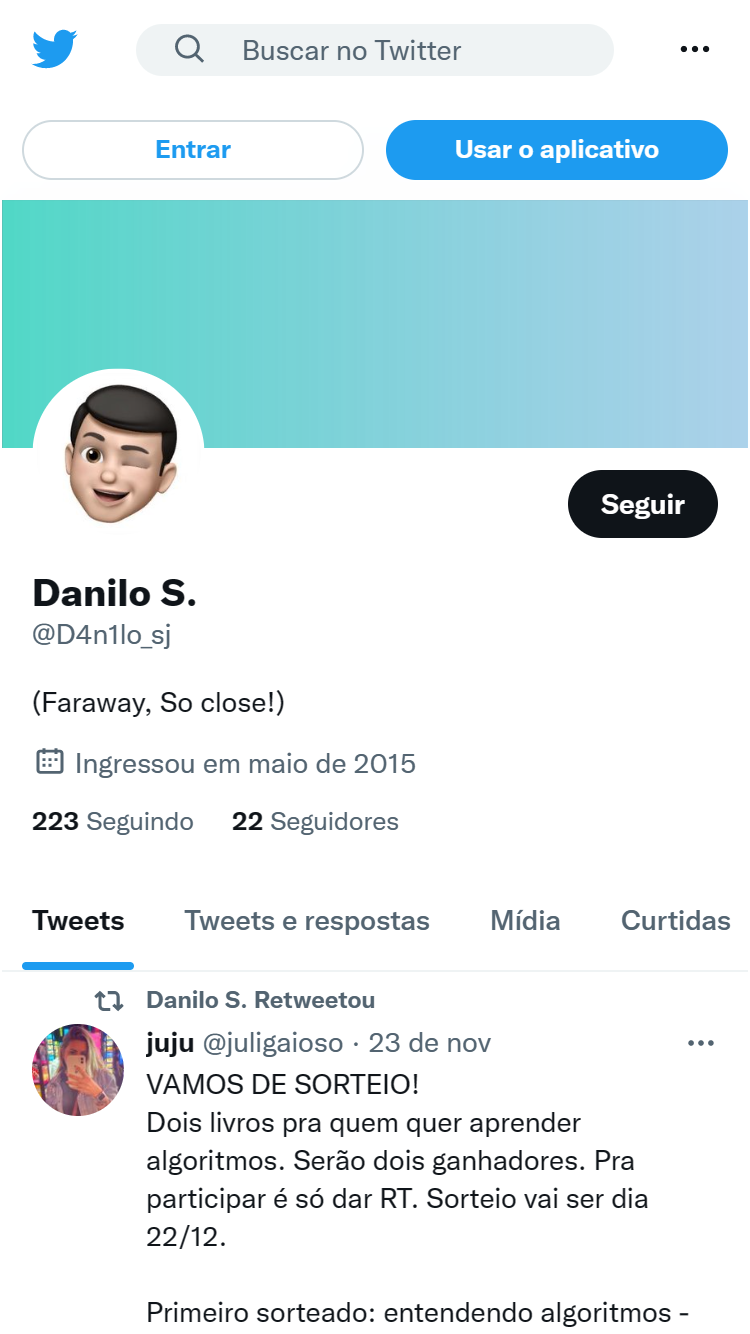 Buscar no Twitter
Entrar
Usar o aplicativo
Seguir
Danilo S.
@D4n1lo_sj
(Faraway, So close!)
Ingressou em maio de 2015
223 Seguindo 22 Seguidores
Tweets Tweets e respostas Mídia Curtidas
Danilo S. Retweetou
juju @juligaioso · 23 de nov
VAMOS DE SORTEIO!
Dois livros pra quem quer aprender
algoritmos. Serão dois ganhadores. Pra
participar é só dar RT. Sorteio vai ser dia
22/12.
Primeiro sorteado: entendendo algoritmos -